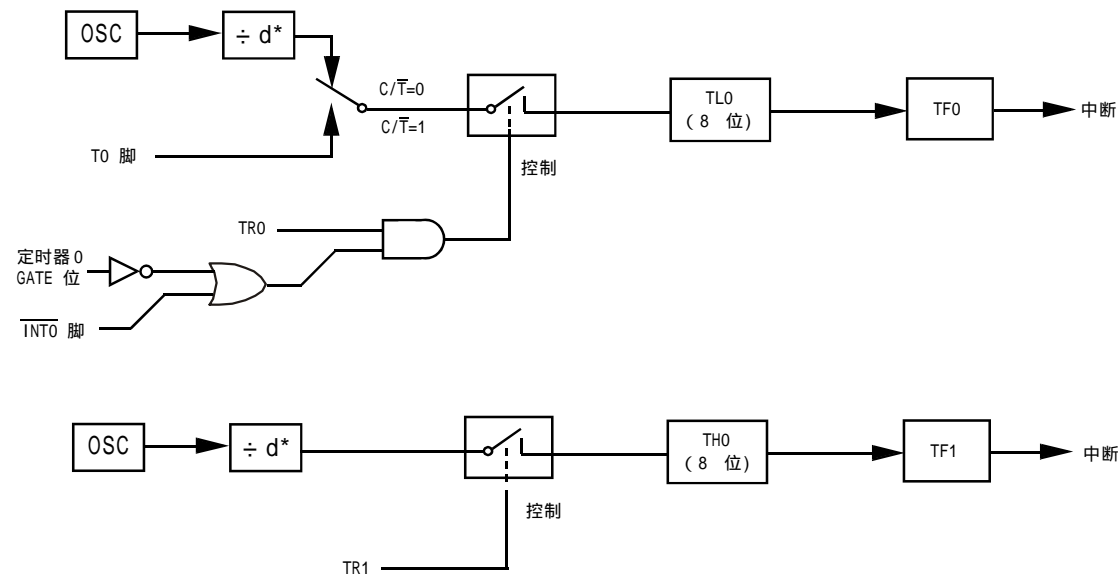 OSC
÷ d*
C/T̅=0
C/T̅=1
T0 脚
TL0
(8 位)
TF0
中断
控制
TR0
定时器0
GATE 位
I̅N̅T̅0̅ 脚
OSC
÷ d*
TH0
(8 位)
TF1
中断
控制
TR1